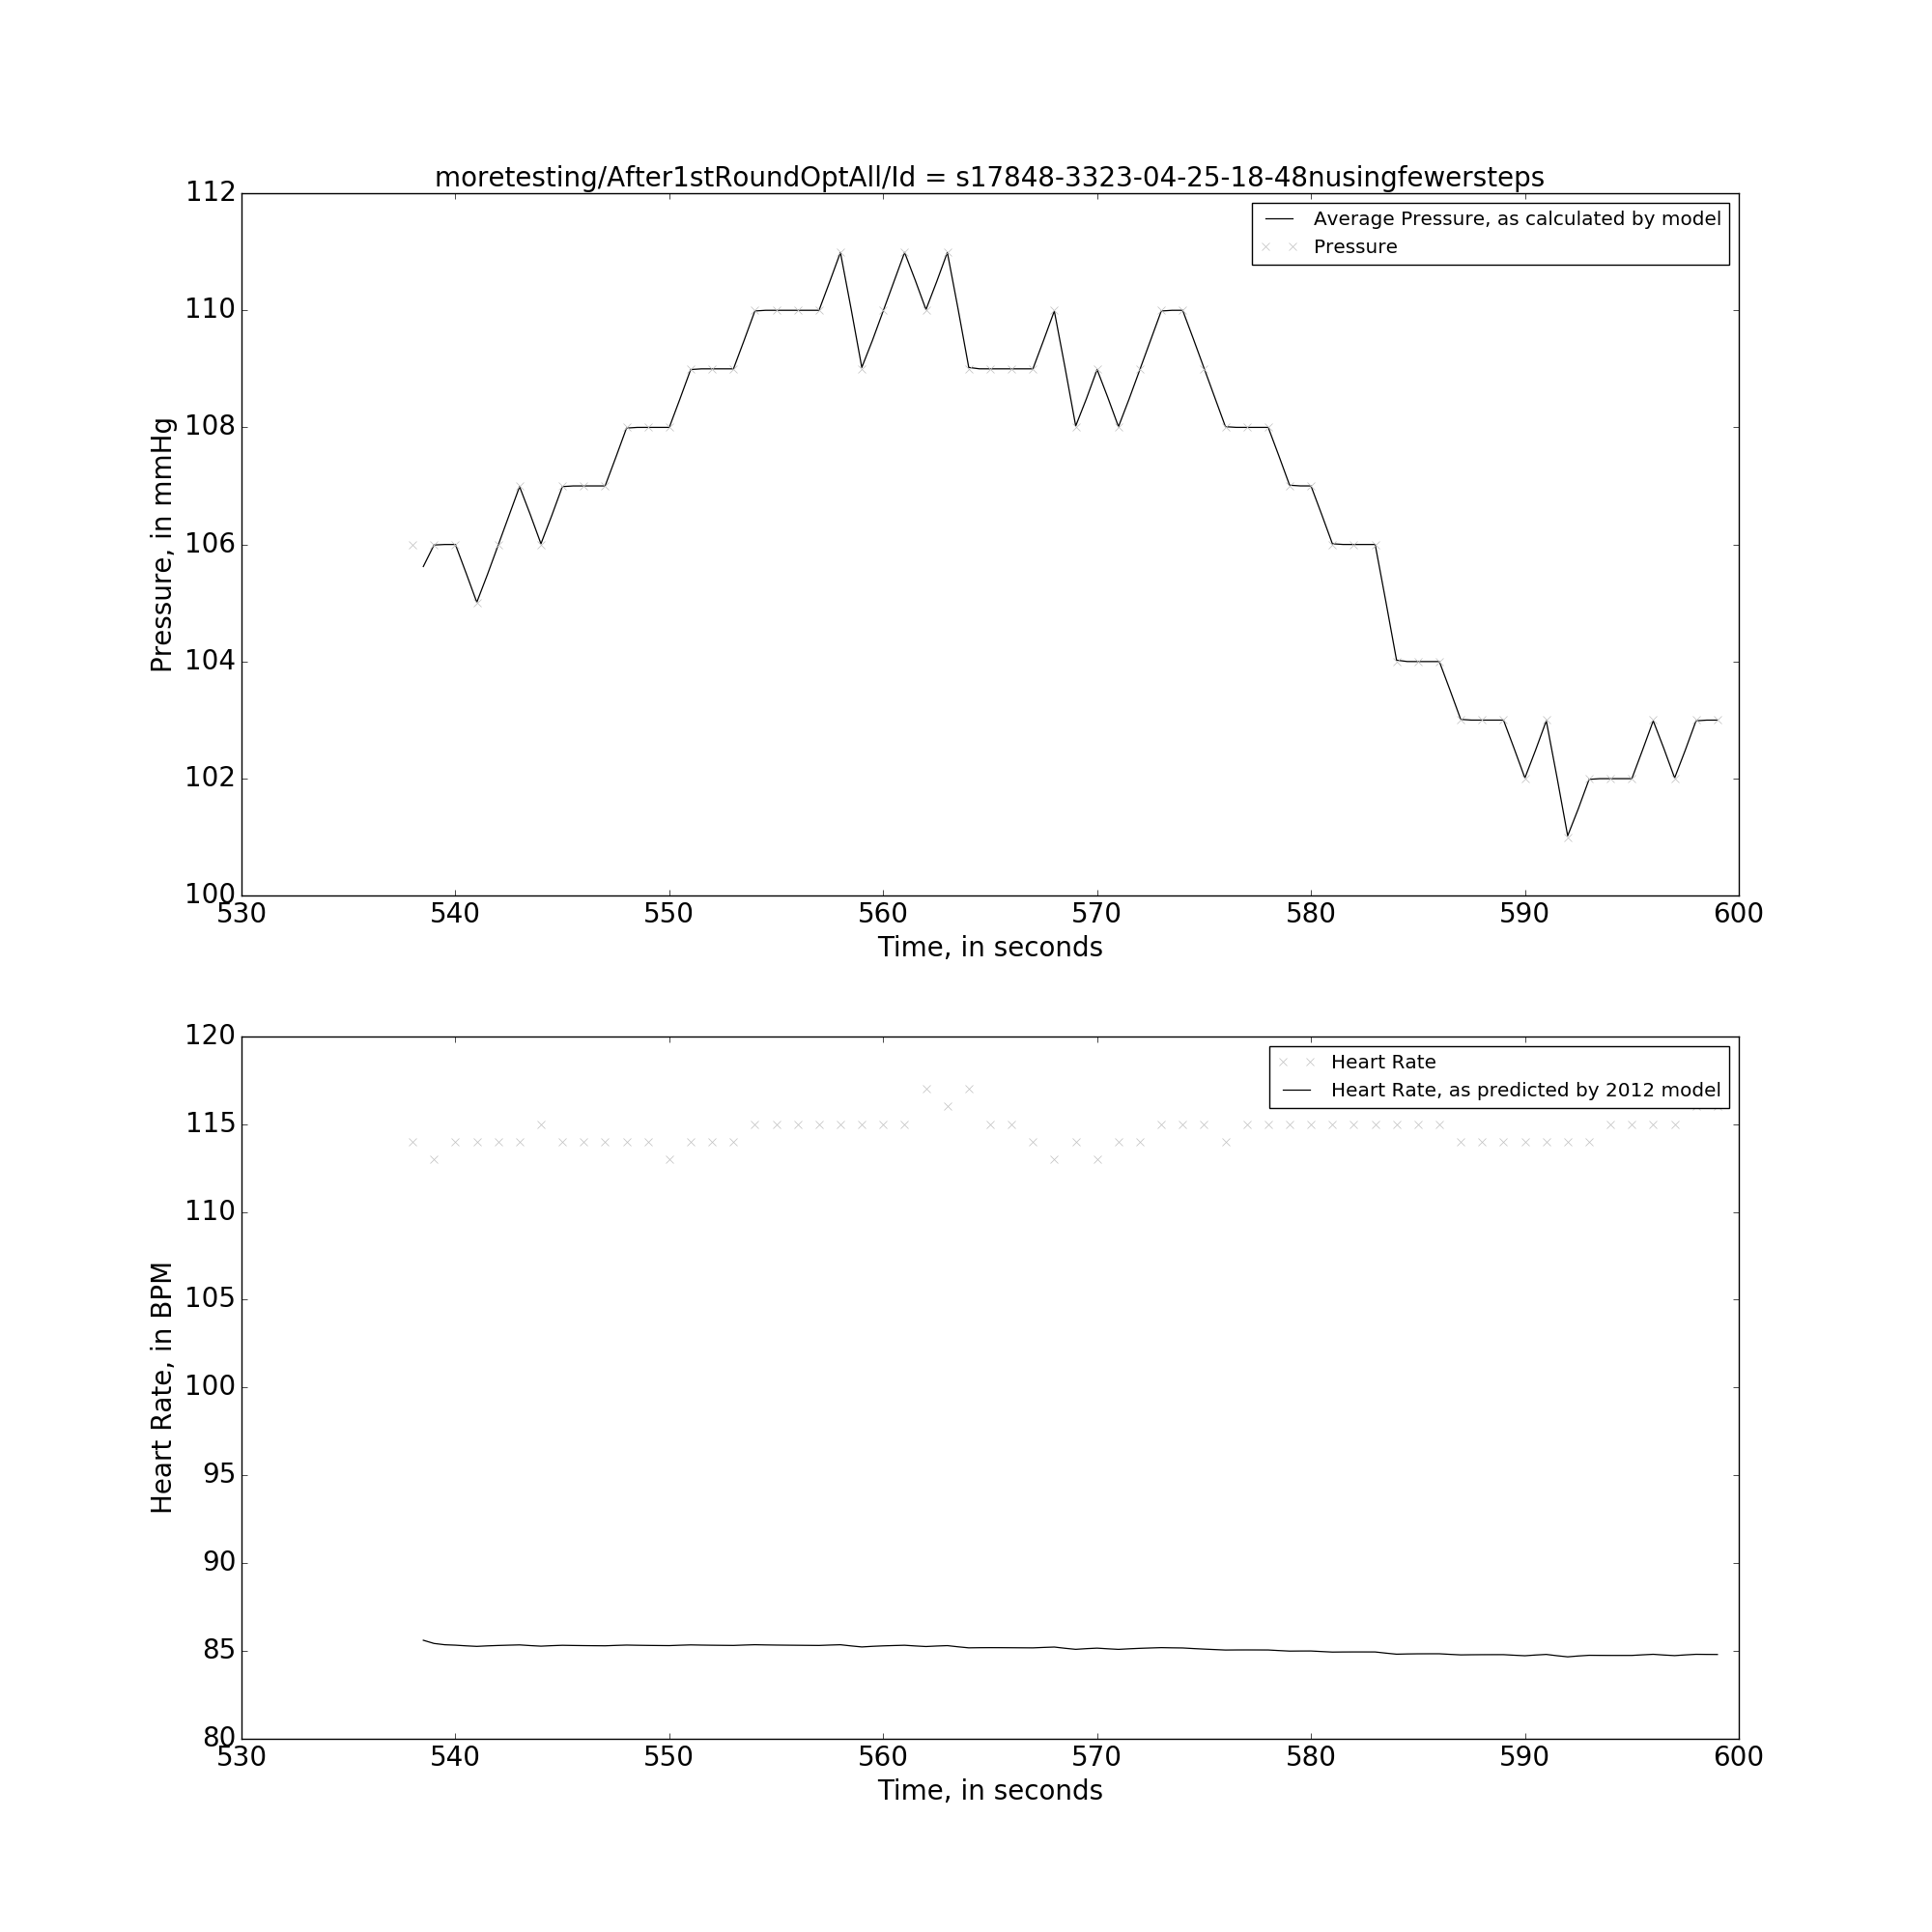 moretesting/After1stRoundOptAll/Id = s17848-3323-04-25-18-48nusingfewersteps
112
110
108
106
104
102
100
Pressure, in mmHg
Average Pressure, as calculated by model
Pressure
530 540 550 560 570 580 590 600
Time, in seconds
120
115
110
105
100
95
90
85
80
Heart Rate, in BPM
Heart Rate
Heart Rate, as predicted by 2012 model
530 540 550 560 570 580 590 600
Time, in seconds